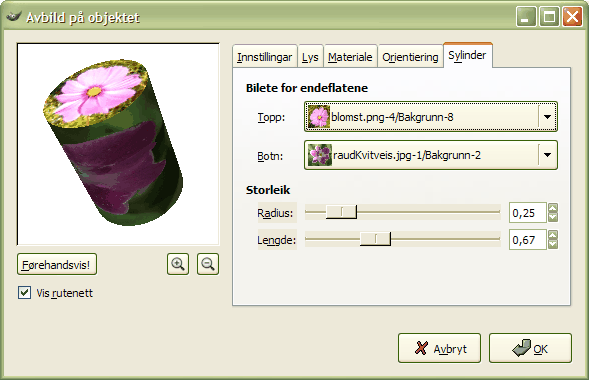 Avbild på objektet
Innstillingar Lys Materiale Orientiering Sylinder
Bilete for endeflatene
Topp: blomst.png-4/Bakgrunn-8
Botn: raudKvitveis.jpg-1/Bakgrunn-2
Storleik
Radius: 0,25
Lengde: 0,67
Førehandsvis!
Vis rutenett
Avbryt OK